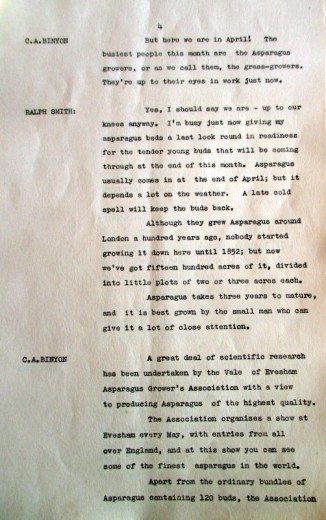 4
C.A.BINYON But here we are in April! The
busiest people this month are the Asparagus
growers, or as we call them, the grass-growers.
They're up to their eyes in work just now.
RALPH SMITH: Yes, I should say we are - up to our
knees anyway. I'm busy just now giving my
asparagus beds a last look round in readiness
for the tender young buds that will be coming
through at the end of this month. Asparagus
usually comes in at the end of April; but it
depends a lot on the weather. A late cold
spell will keep the buds back.
Although they grew Asparagus around
London a hundred years ago, nobody started
growing it down here until 1852; but now
we've got fifteen hundred acres of it, divided
into little plots of two or three acres each.
Asparagus takes three years to mature,
and it is best grown by the small man who can
give it a lot of close attention.
C.A.BINYON A great deal of scientific research
has been undertaken by the Vale of Evesham
Asparagus Grower's Association with a view
to producing Asparagus of the highest quality.
The Association organises a show at
Evesham every May, with entries from all
over England, and at this show you can see
some of the finest asparagus in the world.
Apart from the ordinary bundles of
Asparagus containing 120 buds, the Association